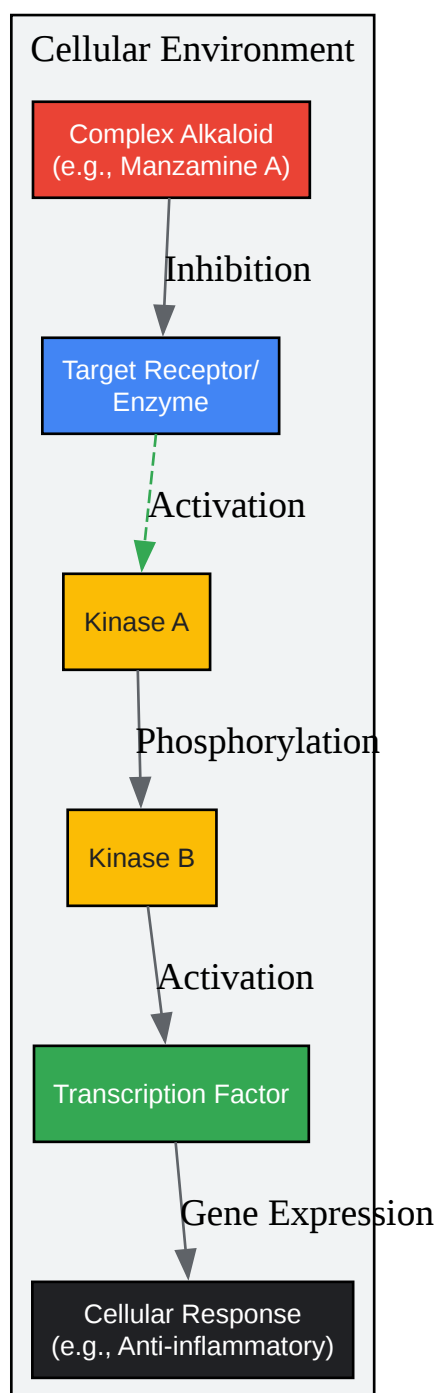 Cellular Environment
Complex Alkaloid
(e.g., Manzamine A)
Inhibition
Target Receptor/
Enzyme
Activation
Kinase A
Phosphorylation
Kinase B
Activation
Transcription Factor
Gene Expression
Cellular Response
(e.g., Anti-inflammatory)